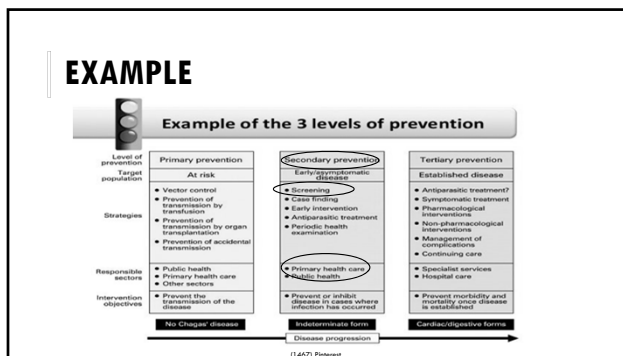 EXAMPLE
Example of the 3 levels of prevention
Level of prevention
Primary prevention
Secondary prevention
Tertiary prevention
Target population
At risk
Early/asymptomatic
disease
Established disease
Strategies
• Vector control
• Prevention of
transmission by
transfusion
• Prevention of
transmission by organ
transplantation
• Prevention of accidental
transmission
• Screening
• Case finding
• Early intervention
• Antiparasitic treatment
• Periodic health
examination
• Antiparasitic treatment?
• Symptomatic treatment
• Pharmacological
interventions
• Non-pharmacological
interventions
• Management of
complications
• Continuing care
Responsible
sectors
• Public health
• Primary health care
• Other sectors
• Primary health care
• Public health
• Specialist services
• Hospital care
Intervention
objectives
• Prevent the
transmission of the
disease
• Prevent or inhibit
disease in cases where
infection has occurred
• Prevent morbidity and
mortality once disease
is established
No Chagas' disease
Indeterminate form
Cardiac/digestive forms
Disease progression
(1467) Pinterest